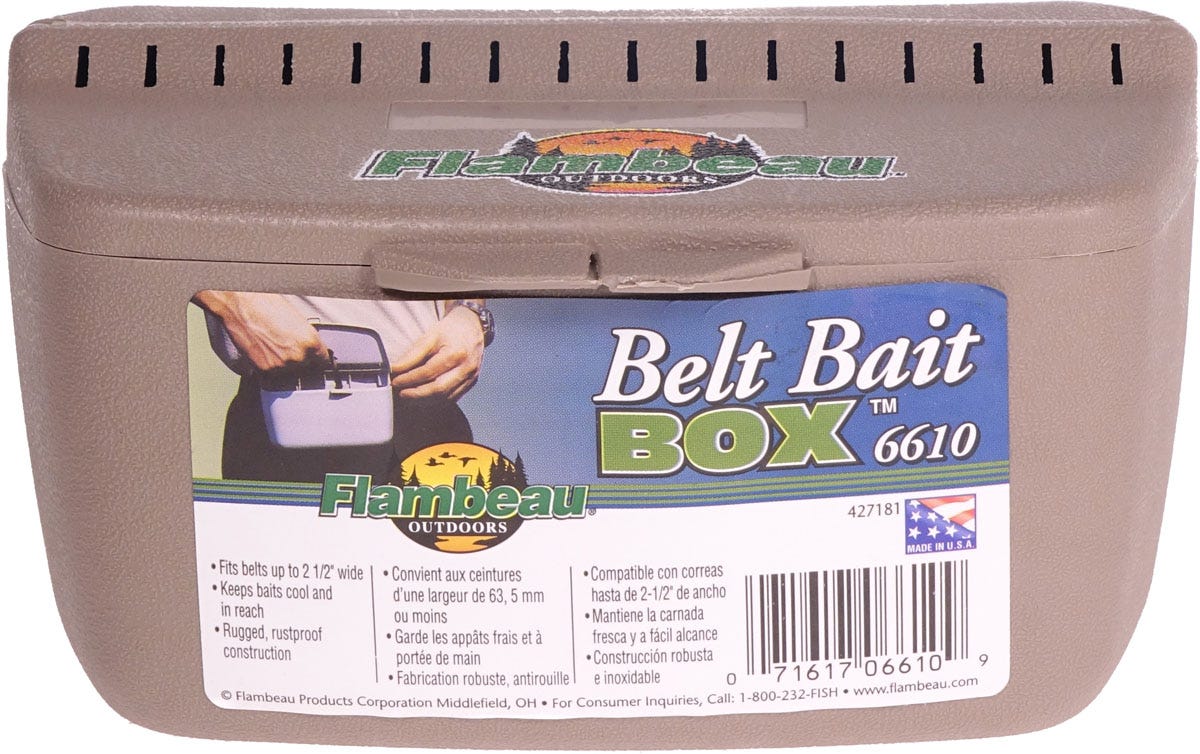 Flambeau™
OUTDOORS
Belt Bait
BOX™ 6610
Flambeau®
OUTDOORS
427181
MADE IN U.S.A.
• Fits belts up to 2 1/2" wide
• Keeps baits cool and
in reach
• Rugged, rustproof
construction
• Convient aux ceintures
d'une largeur de 63, 5 mm
ou moins
• Garde les appâts frais et à
portée de main
• Fabrication robuste, antirouille
• Compatible con correas
hasta de 2-1/2" de ancho
• Mantiene la carnada
fresca y a fácil alcance
• Construcción robusta
e inoxidable
0 71617 06610 9
© Flambeau Products Corporation Middlefield, OH • For Consumer Inquiries, Call: 1-800-232-FISH • www.flambeau.com